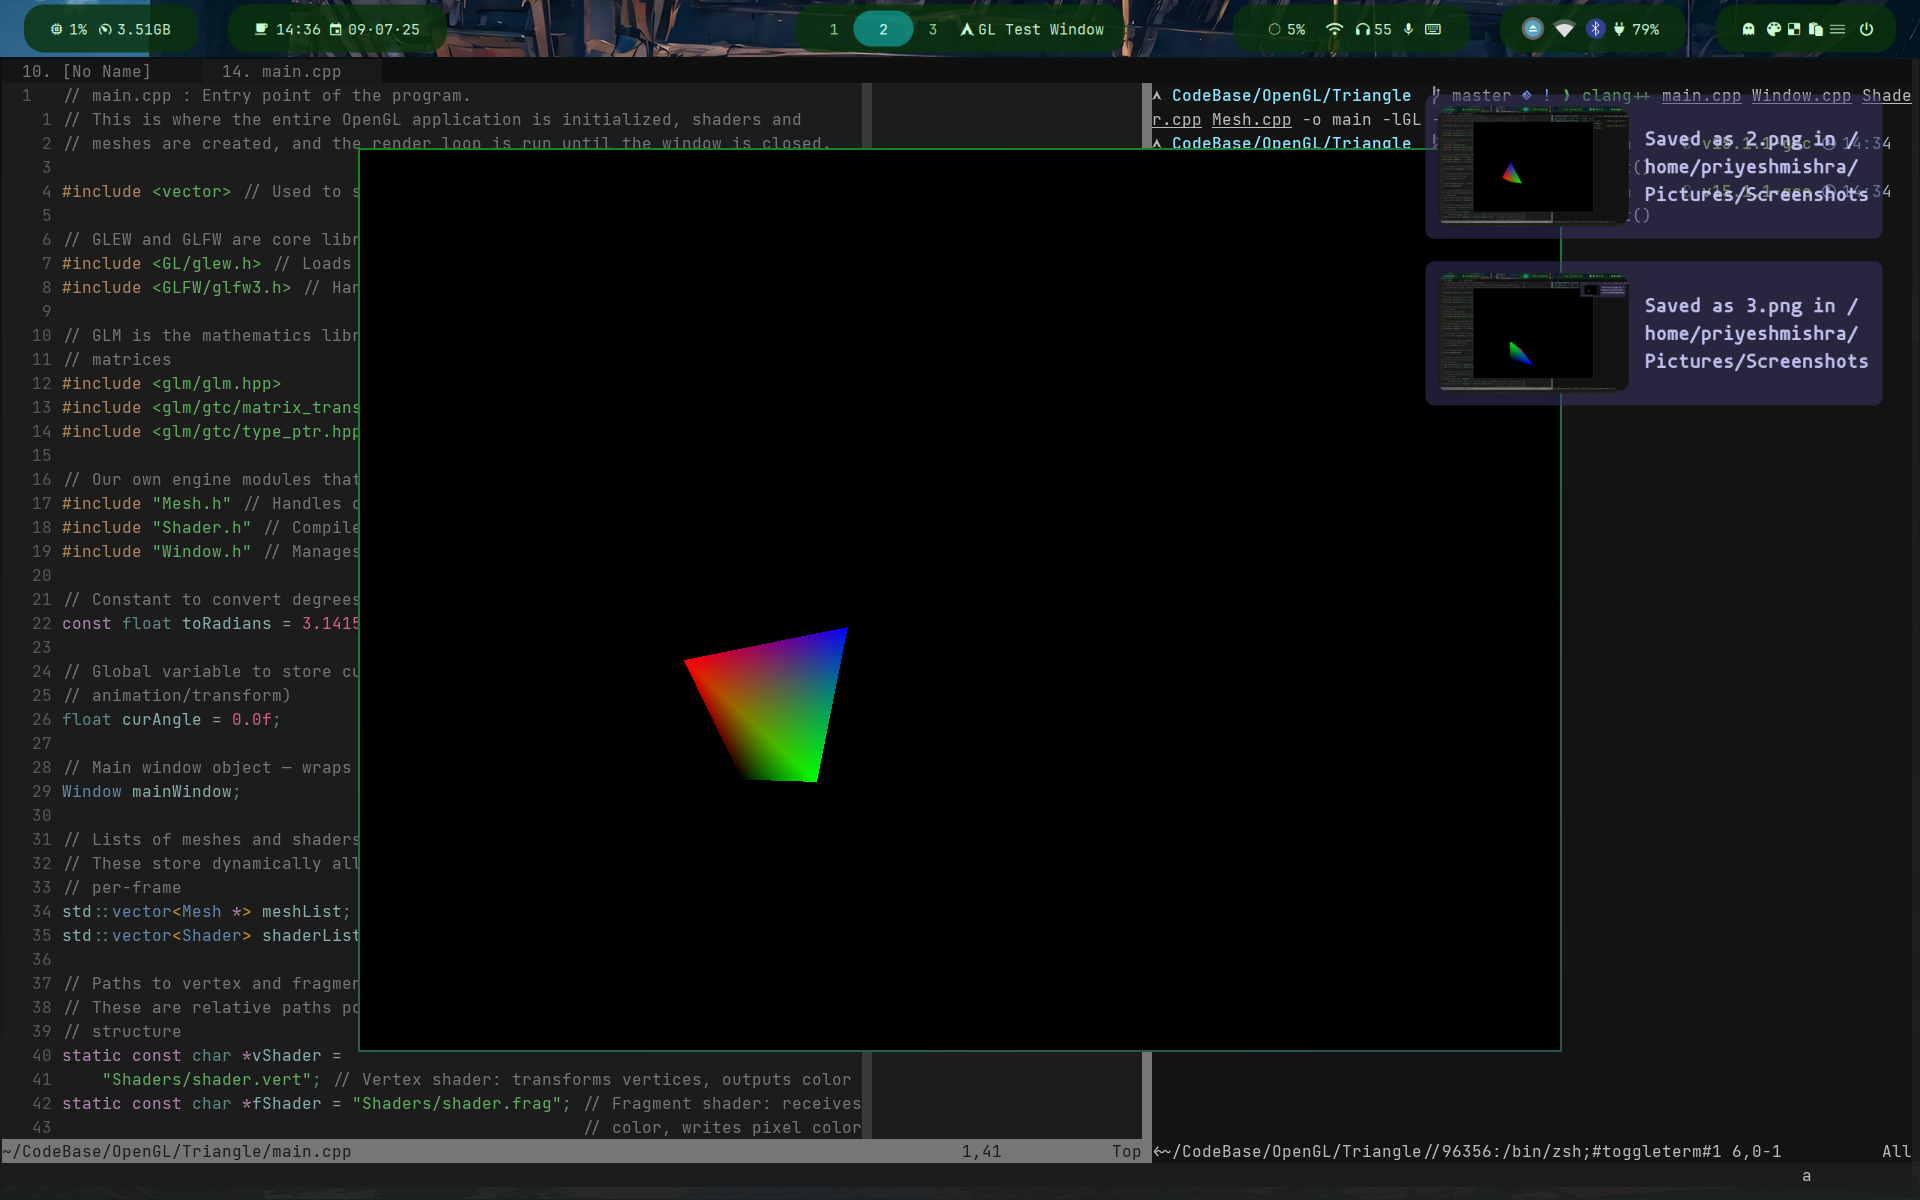 1% 3.51GB 14:36 09·07·25 1 2 3 GL Test Window 5% 55 79%
10. [No Name] 14. main.cpp
1 // main.cpp : Entry point of the program.
1 // This is where the entire OpenGL application is initialized, shaders and
2 // meshes are created, and the render loop is run until the window is closed.
3
4 #include <vector> // Used to s
5
6 // GLEW and GLFW are core libr
7 #include <GL/glew.h> // Loads
8 #include <GLFW/glfw3.h> // Han
9
10 // GLM is the mathematics libr
11 // matrices
12 #include <glm/glm.hpp>
13 #include <glm/gtc/matrix_trans
14 #include <glm/gtc/type_ptr.hpp
15
16 // Our own engine modules that
17 #include "Mesh.h" // Handles
18 #include "Shader.h" // Compile
19 #include "Window.h" // Manages
20
21 // Constant to convert degrees
22 const float toRadians = 3.1415
23
24 // Global variable to store cu
25 // animation/transform)
26 float curAngle = 0.0f;
27
28 // Main window object — wraps
29 Window mainWindow;
30
31 // Lists of meshes and shaders
32 // These store dynamically all
33 // per-frame
34 std::vector<Mesh *> meshList;
35 std::vector<Shader> shaderList
36
37 // Paths to vertex and fragmen
38 // These are relative paths po
39 // structure
40 static const char *vShader =
41 "Shaders/shader.vert"; // Vertex shader: transforms vertices, outputs color
42 static const char *fShader = "Shaders/shader.frag"; // Fragment shader: receives
43 // color, writes pixel color
~/CodeBase/OpenGL/Triangle/main.cpp 1,41 Top
CodeBase/OpenGL/Triangle master ! ❯ clang++ main.cpp Window.cpp Shade
r.cpp Mesh.cpp -o main -lGL
CodeBase/OpenGL/Triangle
14:34
14:34
Saved as 2.png in /
home/priyeshmishra/
Pictures/Screenshots
Saved as 3.png in /
home/priyeshmishra/
Pictures/Screenshots
<~/CodeBase/OpenGL/Triangle//96356:/bin/zsh;#toggleterm#1 6,0-1 All
a